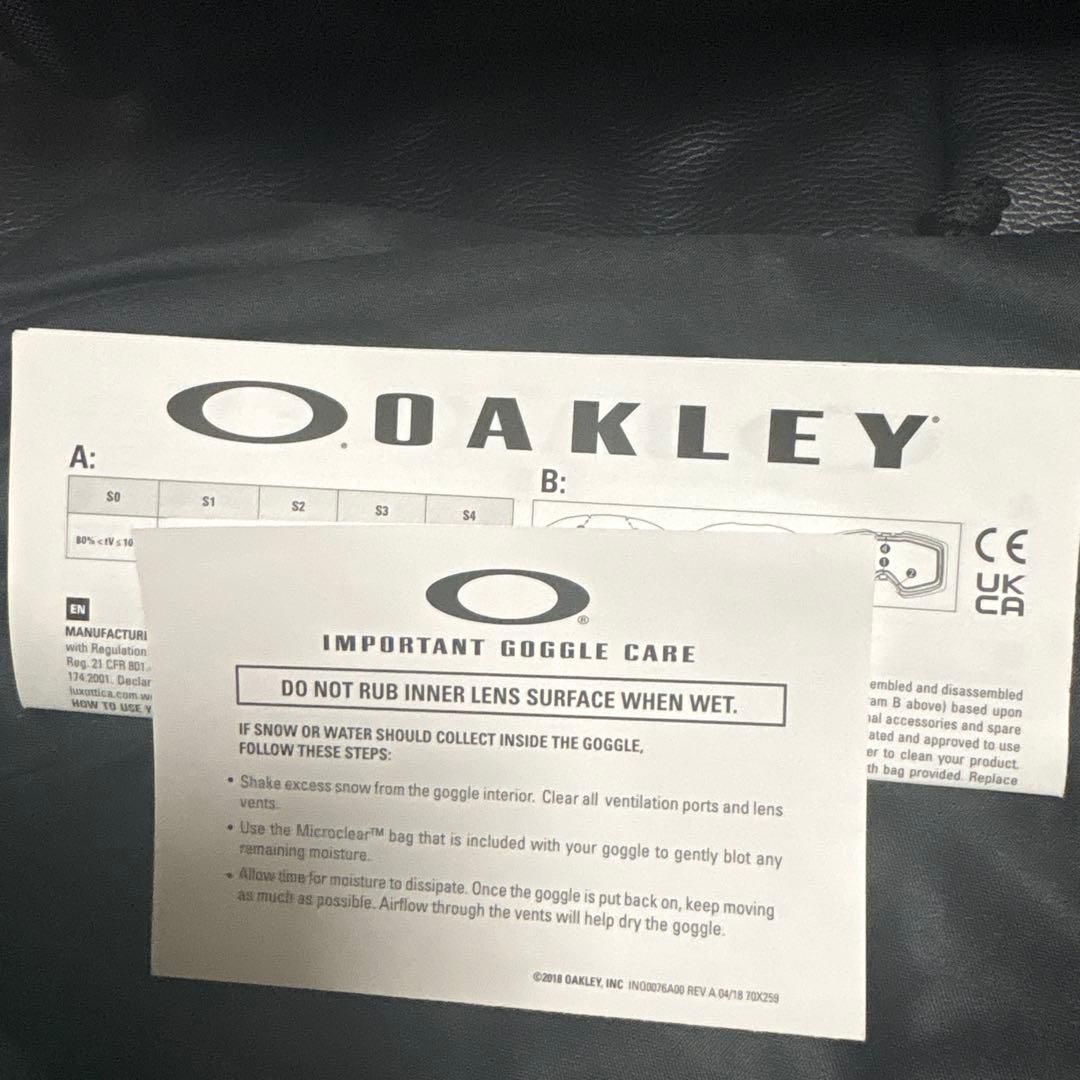 OAKLEY
A:
B:
S0 S1 S2 S3 S4
80% < tV ≤ 10
CE
UK
CA
EN
MANUFACTURI
with Regulation
Reg. 21 CFR 801.
174.2001. Declar
luxottica.com
HOW TO USE Y
embled and disassembled
am B above) based upon
nal accessories and spare
ated and approved to use
er to clean your product.
th bag provided. Replace
IMPORTANT GOGGLE CARE
DO NOT RUB INNER LENS SURFACE WHEN WET.
IF SNOW OR WATER SHOULD COLLECT INSIDE THE GOGGLE,
FOLLOW THESE STEPS:
• Shake excess snow from the goggle interior. Clear all ventilation ports and lens
vents.
• Use the Microclear™ bag that is included with your goggle to gently blot any
remaining moisture.
• Allow time for moisture to dissipate. Once the goggle is put back on, keep moving
as much as possible. Airflow through the vents will help dry the goggle.
©2018 OAKLEY, INC IN00076A00 REV A 04/18 70X259